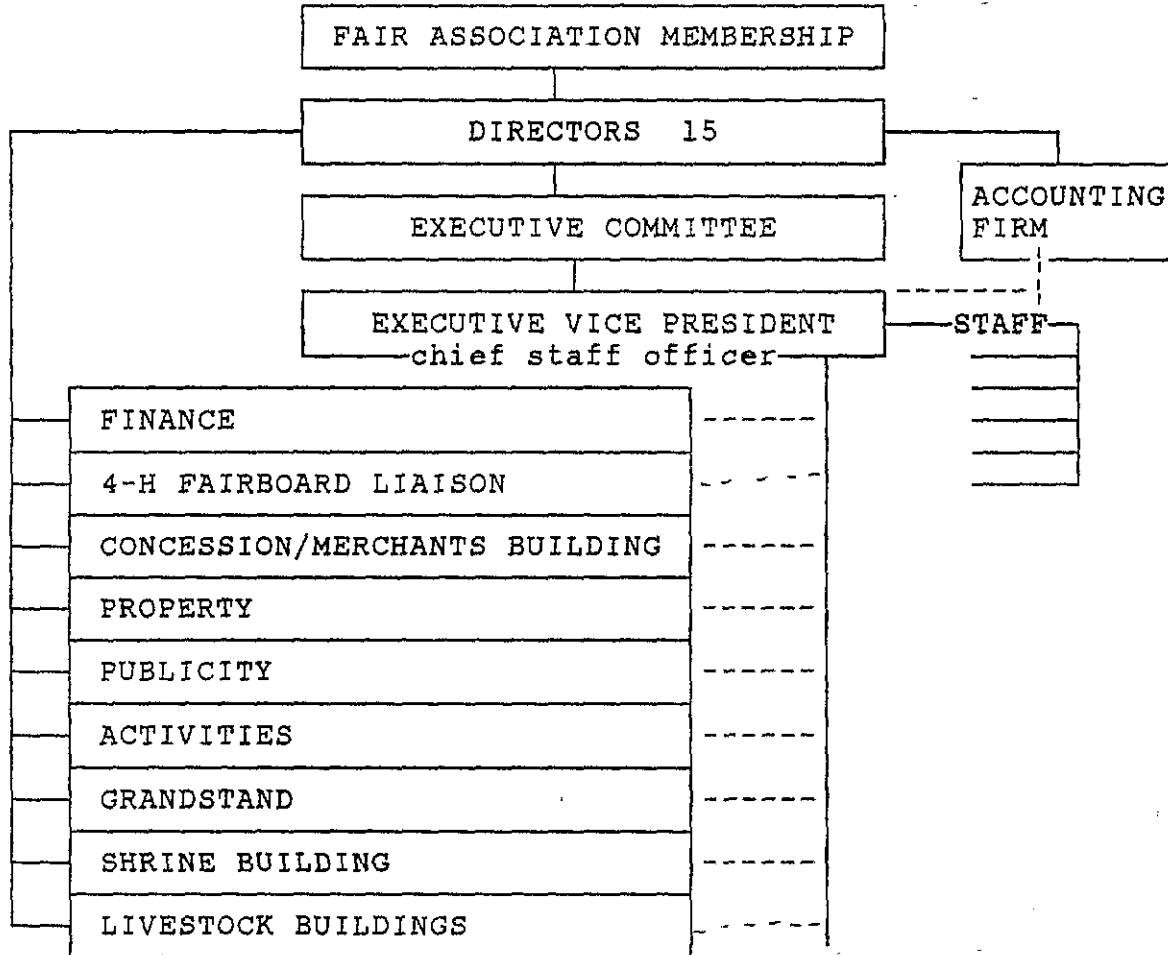 FAIR ASSOCIATION MEMBERSHIP
DIRECTORS 15
ACCOUNTING
FIRM
EXECUTIVE COMMITTEE
EXECUTIVE VICE PRESIDENT
chief staff officer
STAFF
FINANCE
4-H FAIRBOARD LIAISON
CONCESSION/MERCHANTS BUILDING
PROPERTY
PUBLICITY
ACTIVITIES
GRANDSTAND
SHRINE BUILDING
LIVESTOCK BUILDINGS